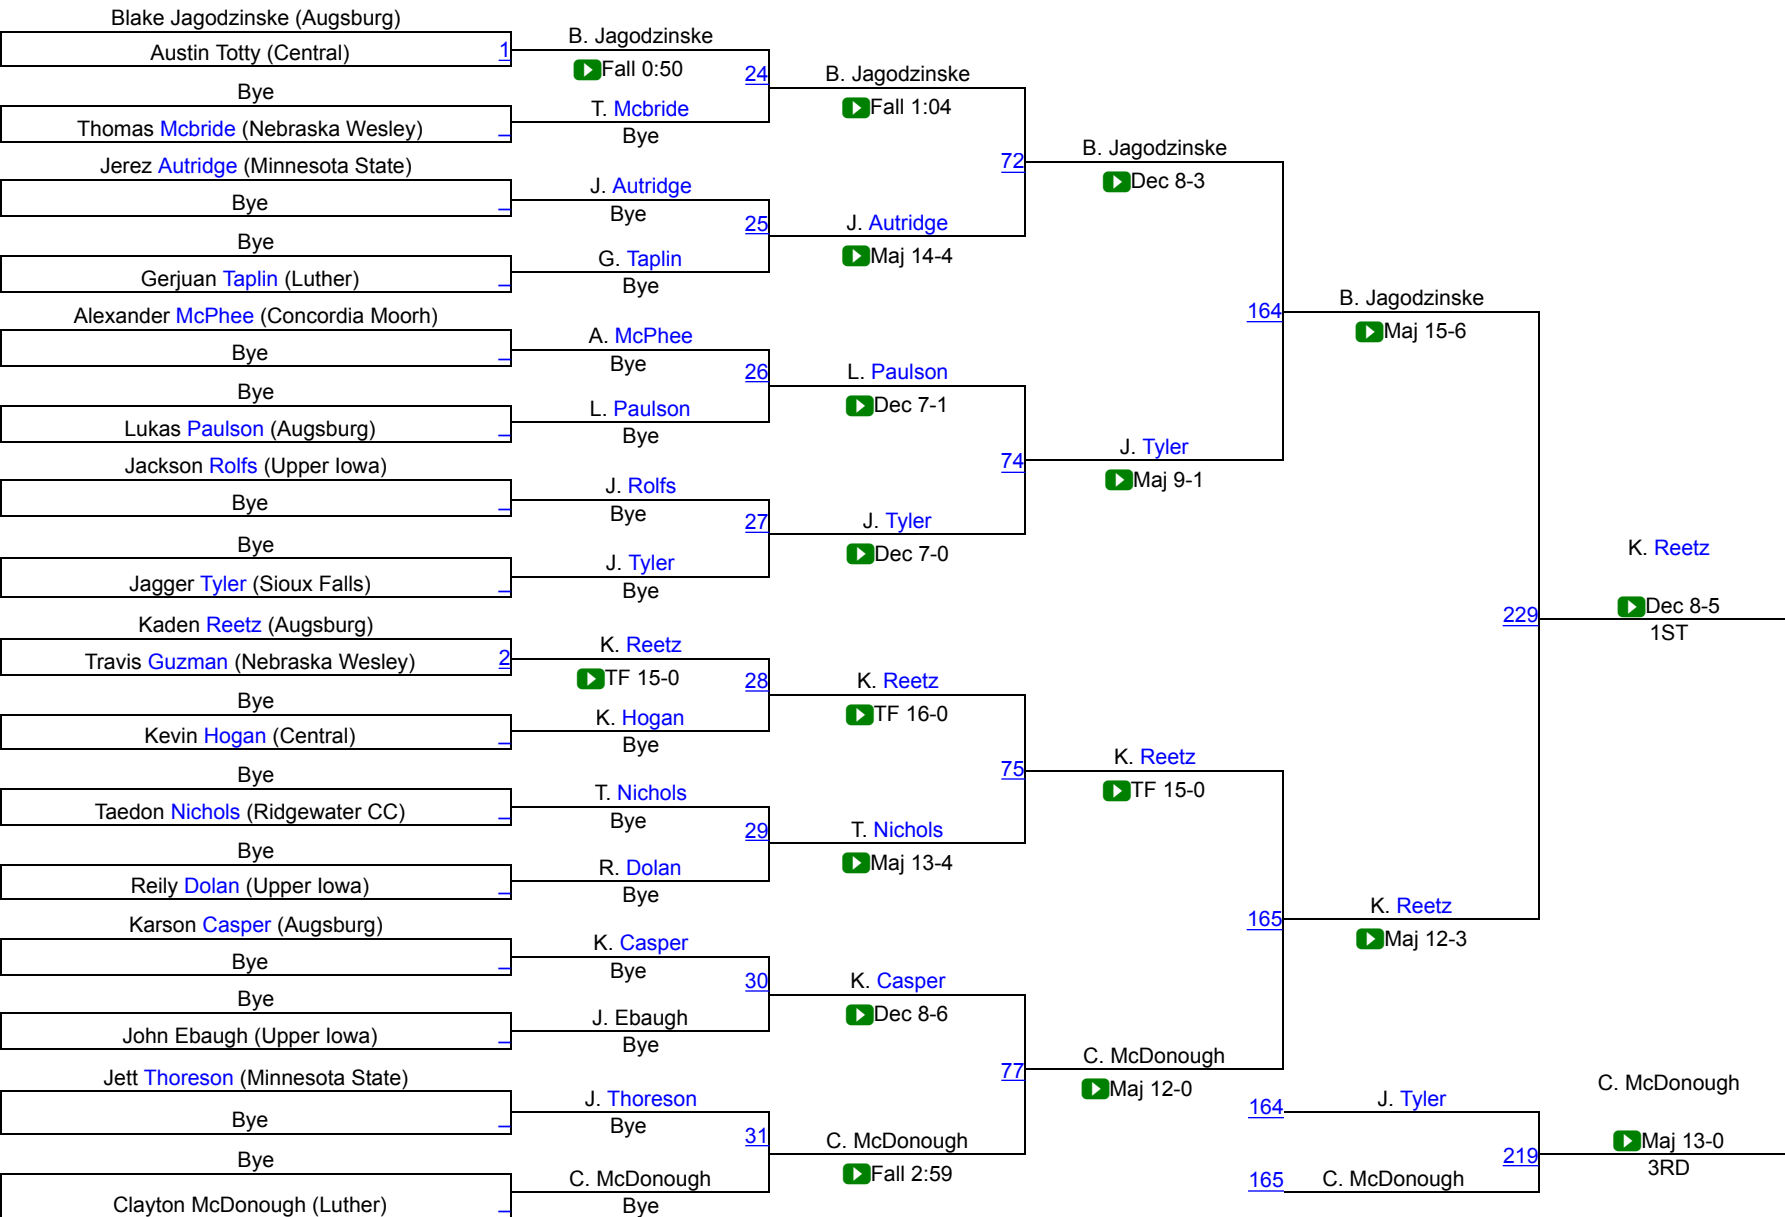 Blake Jagodzinske (Augsburg)
Austin Totty (Central) 1
Bye
Thomas Mcbride (Nebraska Wesley)
Jerez Autridge (Minnesota State)
Bye
Bye
Gerjuan Taplin (Luther)
Alexander McPhee (Concordia Moorh)
Bye
Bye
Lukas Paulson (Augsburg)
Jackson Rolfs (Upper Iowa)
Bye
Bye
Jagger Tyler (Sioux Falls)
Kaden Reetz (Augsburg)
Travis Guzman (Nebraska Wesley) 2
Bye
Kevin Hogan (Central)
Bye
Taedon Nichols (Ridgewater CC)
Bye
Reily Dolan (Upper Iowa)
Karson Casper (Augsburg)
Bye
Bye
John Ebaugh (Upper Iowa)
Jett Thoreson (Minnesota State)
Bye
Bye
Clayton McDonough (Luther)
B. Jagodzinske
Fall 0:50
24
T. Mcbride
Bye
J. Autridge
Bye
25
G. Taplin
Bye
A. McPhee
Bye
26
L. Paulson
Bye
J. Rolfs
Bye
27
J. Tyler
Bye
K. Reetz
TF 15-0
28
K. Hogan
Bye
T. Nichols
Bye
29
R. Dolan
Bye
K. Casper
Bye
30
J. Ebaugh
Bye
J. Thoreson
Bye
31
C. McDonough
Bye
B. Jagodzinske
Fall 1:04
72
J. Autridge
Maj 14-4
L. Paulson
Dec 7-1
74
J. Tyler
Dec 7-0
K. Reetz
TF 16-0
75
T. Nichols
Maj 13-4
K. Casper
Dec 8-6
77
C. McDonough
Fall 2:59
B. Jagodzinske
Dec 8-3
164
J. Tyler
Maj 9-1
K. Reetz
TF 15-0
165
C. McDonough
Maj 12-0
B. Jagodzinske
Maj 15-6
229
K. Reetz
Maj 12-3
164 J. Tyler
219
165 C. McDonough
K. Reetz
Dec 8-5
1ST
C. McDonough
Maj 13-0
3RD